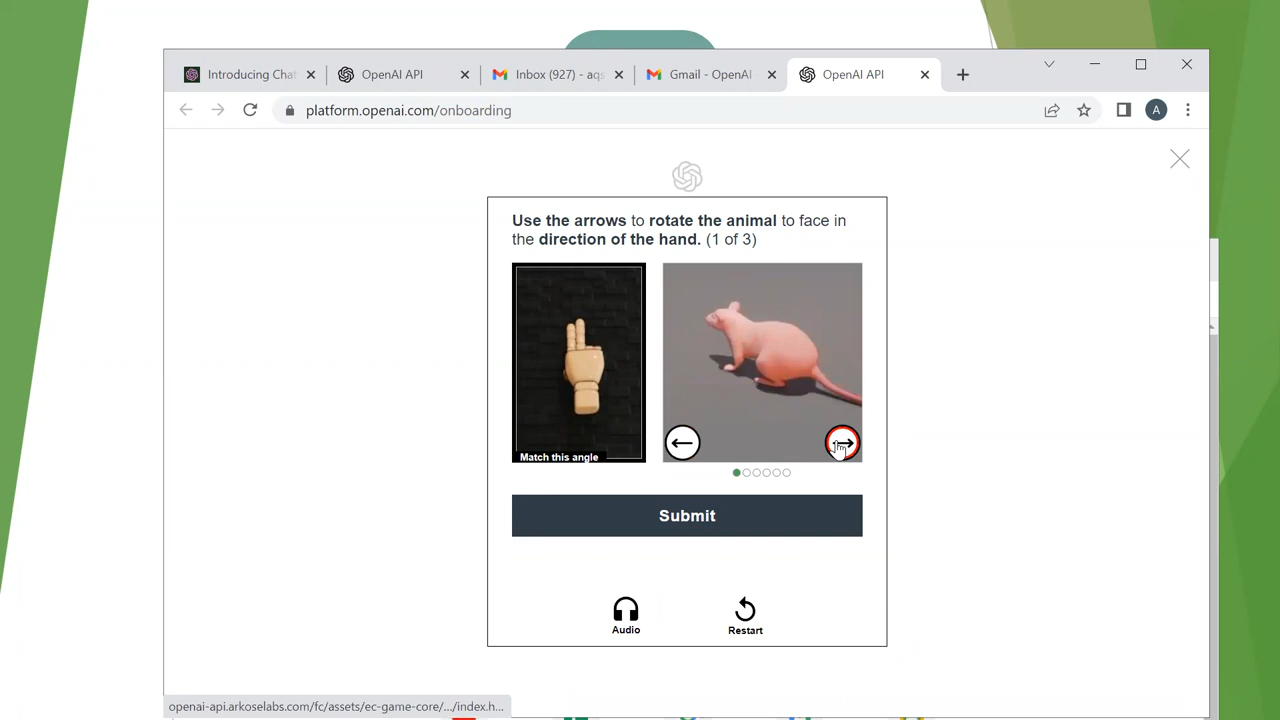 Introducing Chat
OpenAI API
Inbox (927) - aqs
Gmail - OpenAI
OpenAI API
platform.openai.com/onboarding
A
Use the arrows to rotate the animal to face in
the direction of the hand. (1 of 3)
Match this angle
Submit
Audio
Restart
openai-api.arkoselabs.com/fc/assets/ec-game-core/.../index.h...